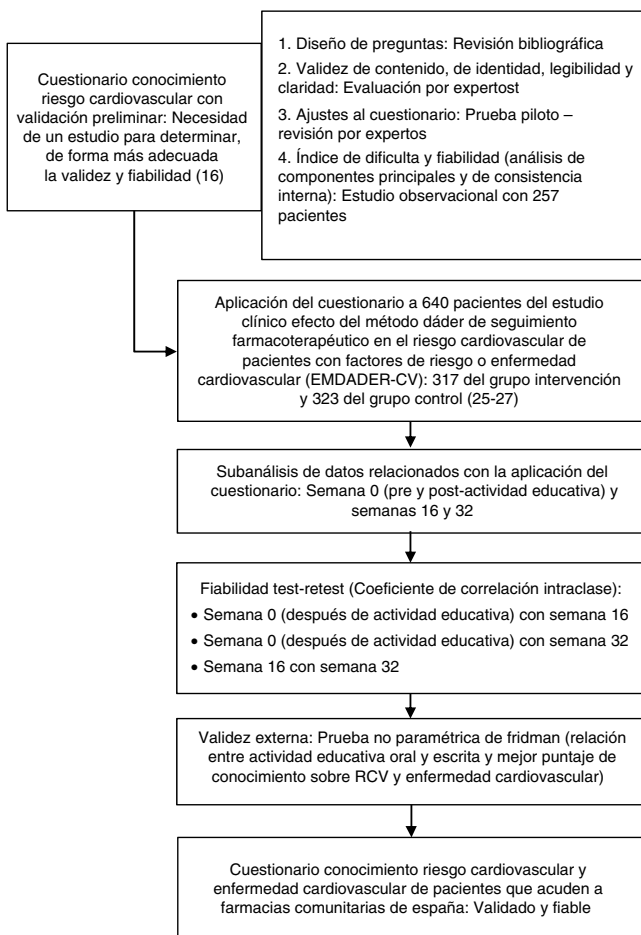 Cuestionario conocimiento
riesgo cardiovascular con
validación preliminar: Necesidad
de un estudio para determinar,
de forma más adecuada
la validez y fiabilidad (16)
1. Diseño de preguntas: Revisión bibliográfica
2. Validez de contenido, de identidad, legibilidad y
claridad: Evaluación por expertost
3. Ajustes al cuestionario: Prueba piloto –
revisión por expertos
4. Índice de dificulta y fiabilidad (análisis de
componentes principales y de consistencia
interna): Estudio observacional con 257
pacientes
Aplicación del cuestionario a 640 pacientes del estudio
clínico efecto del método dáder de seguimiento
farmacoterapéutico en el riesgo cardiovascular de
pacientes con factores de riesgo o enfermedad
cardiovascular (EMDADER-CV): 317 del grupo intervención
y 323 del grupo control (25-27)
Subanálisis de datos relacionados con la aplicación del
cuestionario: Semana 0 (pre y post-actividad educativa) y
semanas 16 y 32
Fiabilidad test-retest (Coeficiente de correlación intraclase):
• Semana 0 (después de actividad educativa) con semana 16
• Semana 0 (después de actividad educativa) con semana 32
• Semana 16 con semana 32
Validez externa: Prueba no paramétrica de fridman (relación
entre actividad educativa oral y escrita y mejor puntaje de
conocimiento sobre RCV y enfermedad cardiovascular)
Cuestionario conocimiento riesgo cardiovascular y
enfermedad cardiovascular de pacientes que acuden a
farmacias comunitarias de españa: Validado y fiable